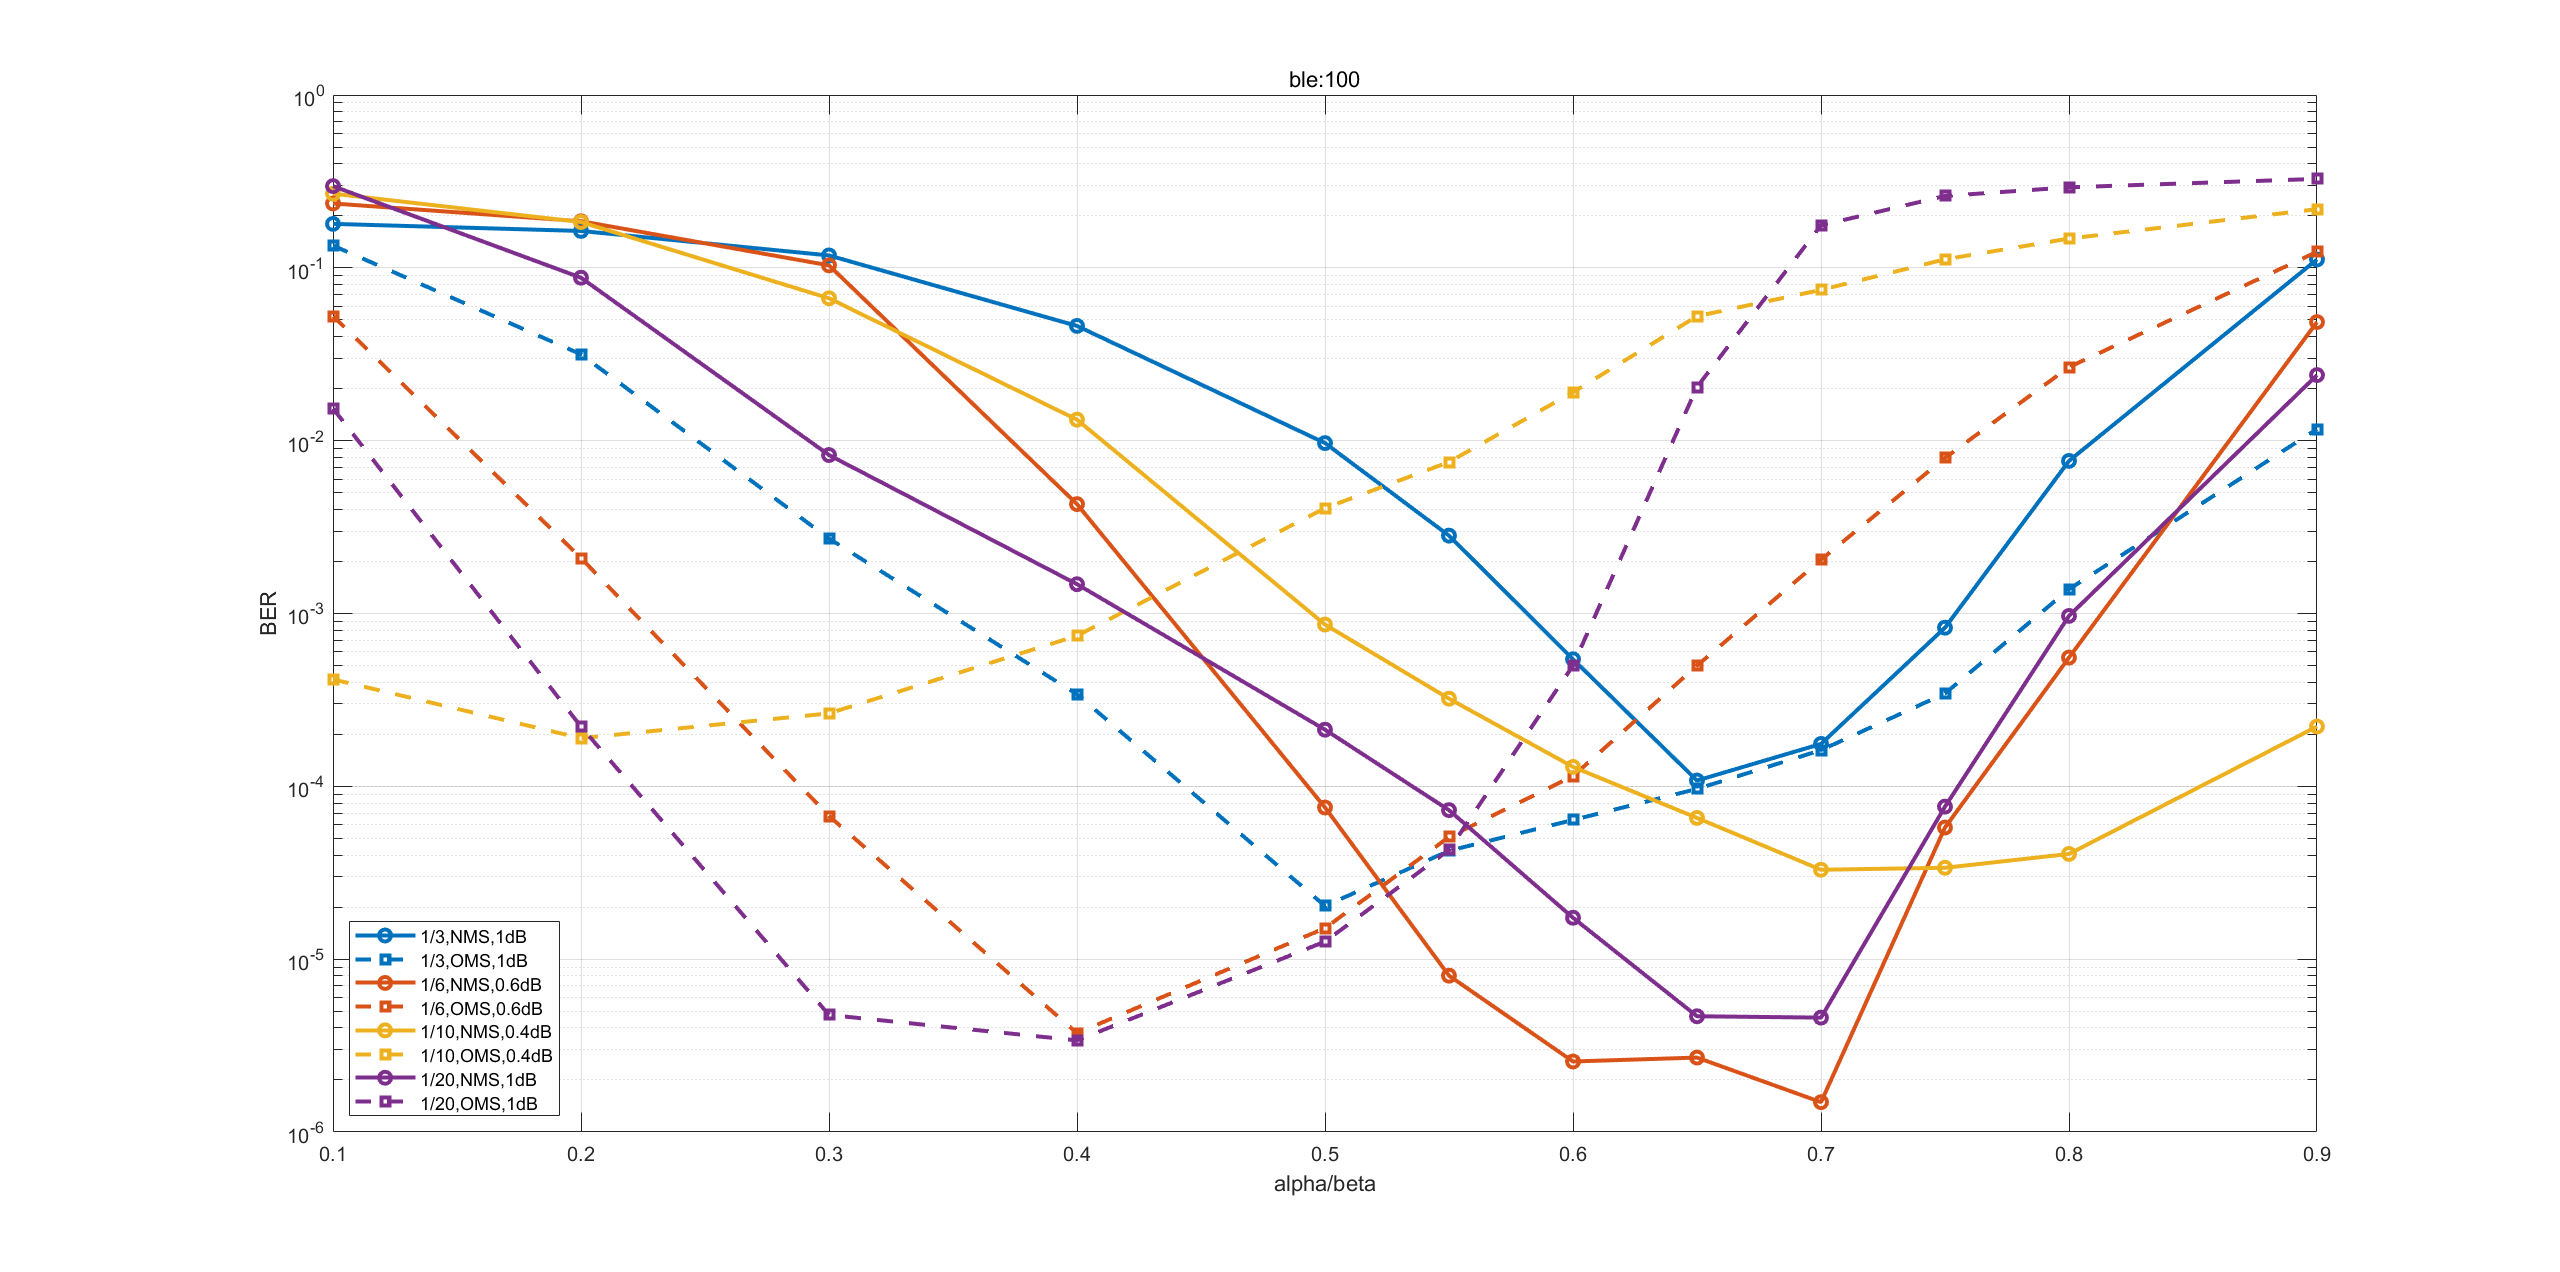 ble:100
10^0
10^-1
10^-2
10^-3
10^-4
10^-5
10^-6
BER
1/3,NMS,1dB
1/3,OMS,1dB
1/6,NMS,0.6dB
1/6,OMS,0.6dB
1/10,NMS,0.4dB
1/10,OMS,0.4dB
1/20,NMS,1dB
1/20,OMS,1dB
0.1 0.2 0.3 0.4 0.5 0.6 0.7 0.8 0.9
alpha/beta